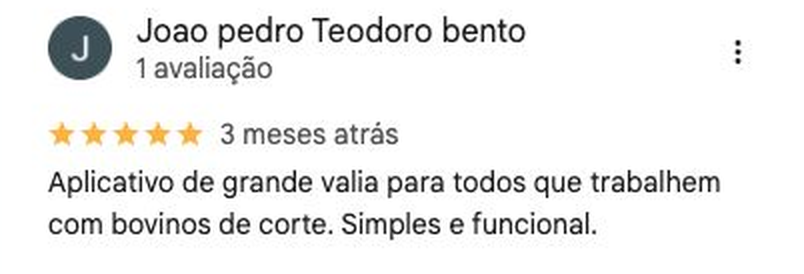 J
Joao pedro Teodoro bento
1 avaliação
3 meses atrás
Aplicativo de grande valia para todos que trabalhem
com bovinos de corte. Simples e funcional.